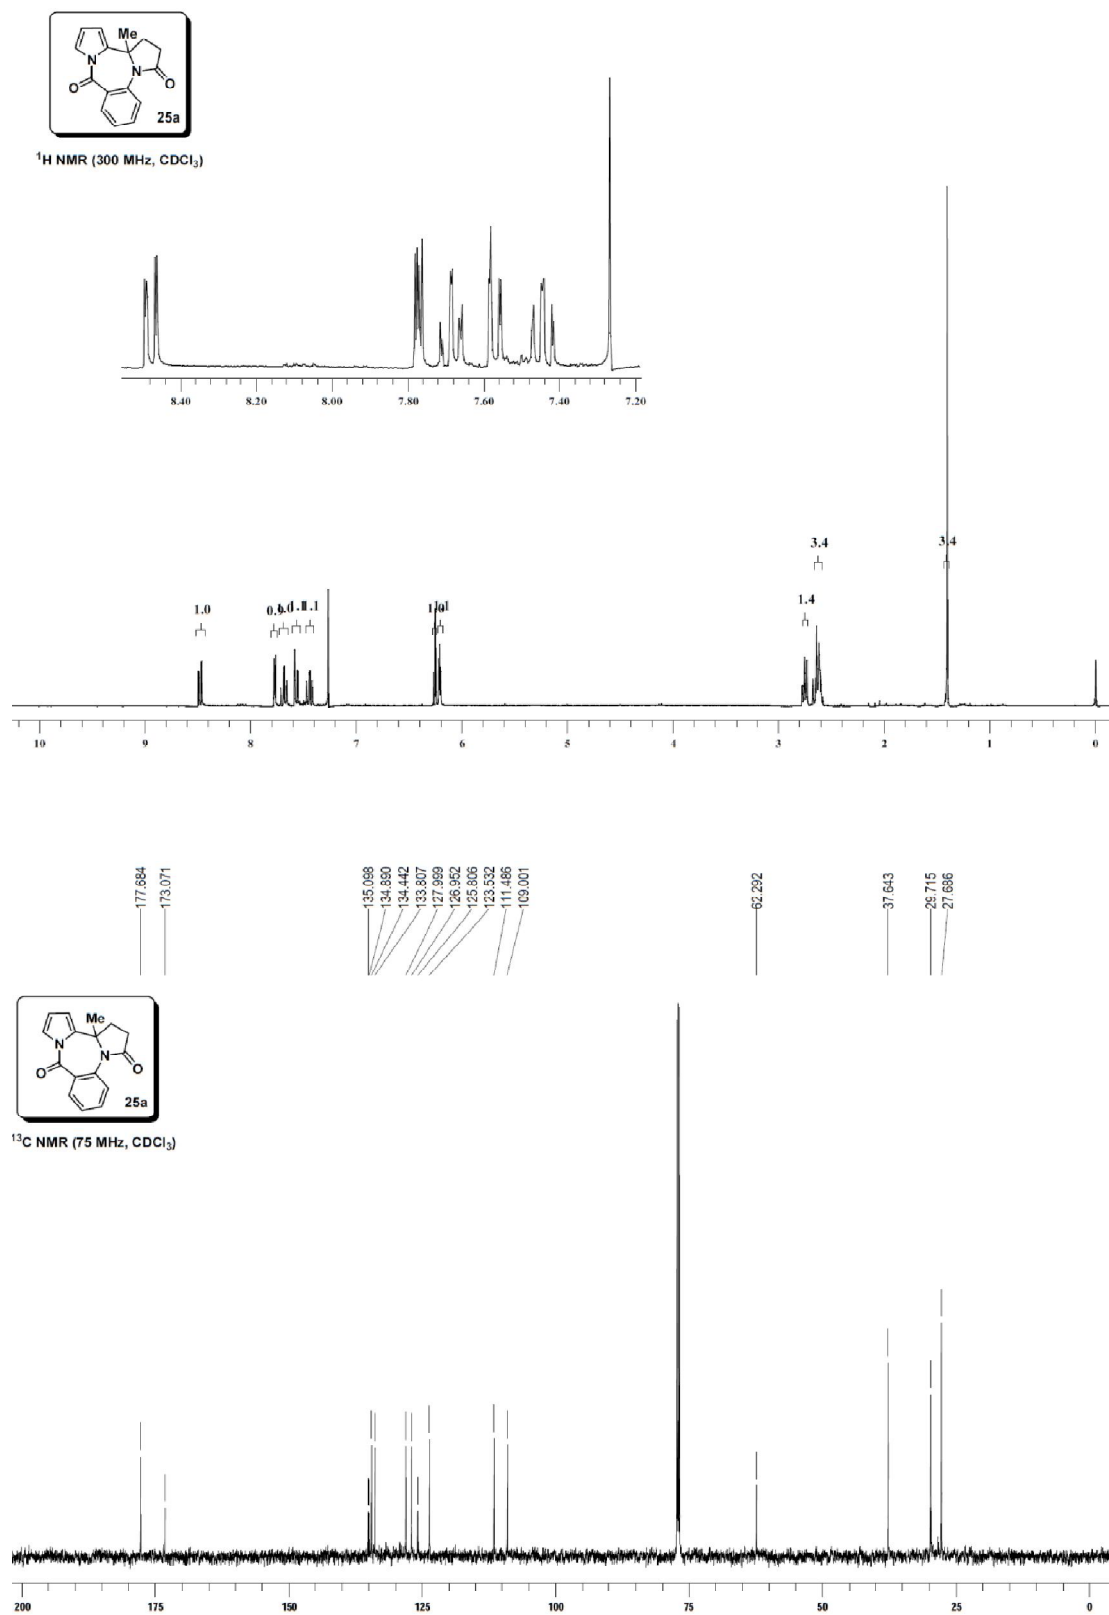 Me
N
N
O
O
25a
¹H NMR (300 MHz, CDCl₃)
8.40 8.20 8.00 7.80 7.60 7.40 7.20
3.4
3.4
1.4
1.0
1.0
10 9 8 7 6 5 4 3 2 1 0
177.684
173.071
135.098
134.890
134.442
133.807
127.999
126.952
125.806
123.532
111.486
109.001
62.292
37.643
29.715
27.686
Me
N
N
O
O
25a
¹³C NMR (75 MHz, CDCl₃)
200 175 150 125 100 75 50 25 0